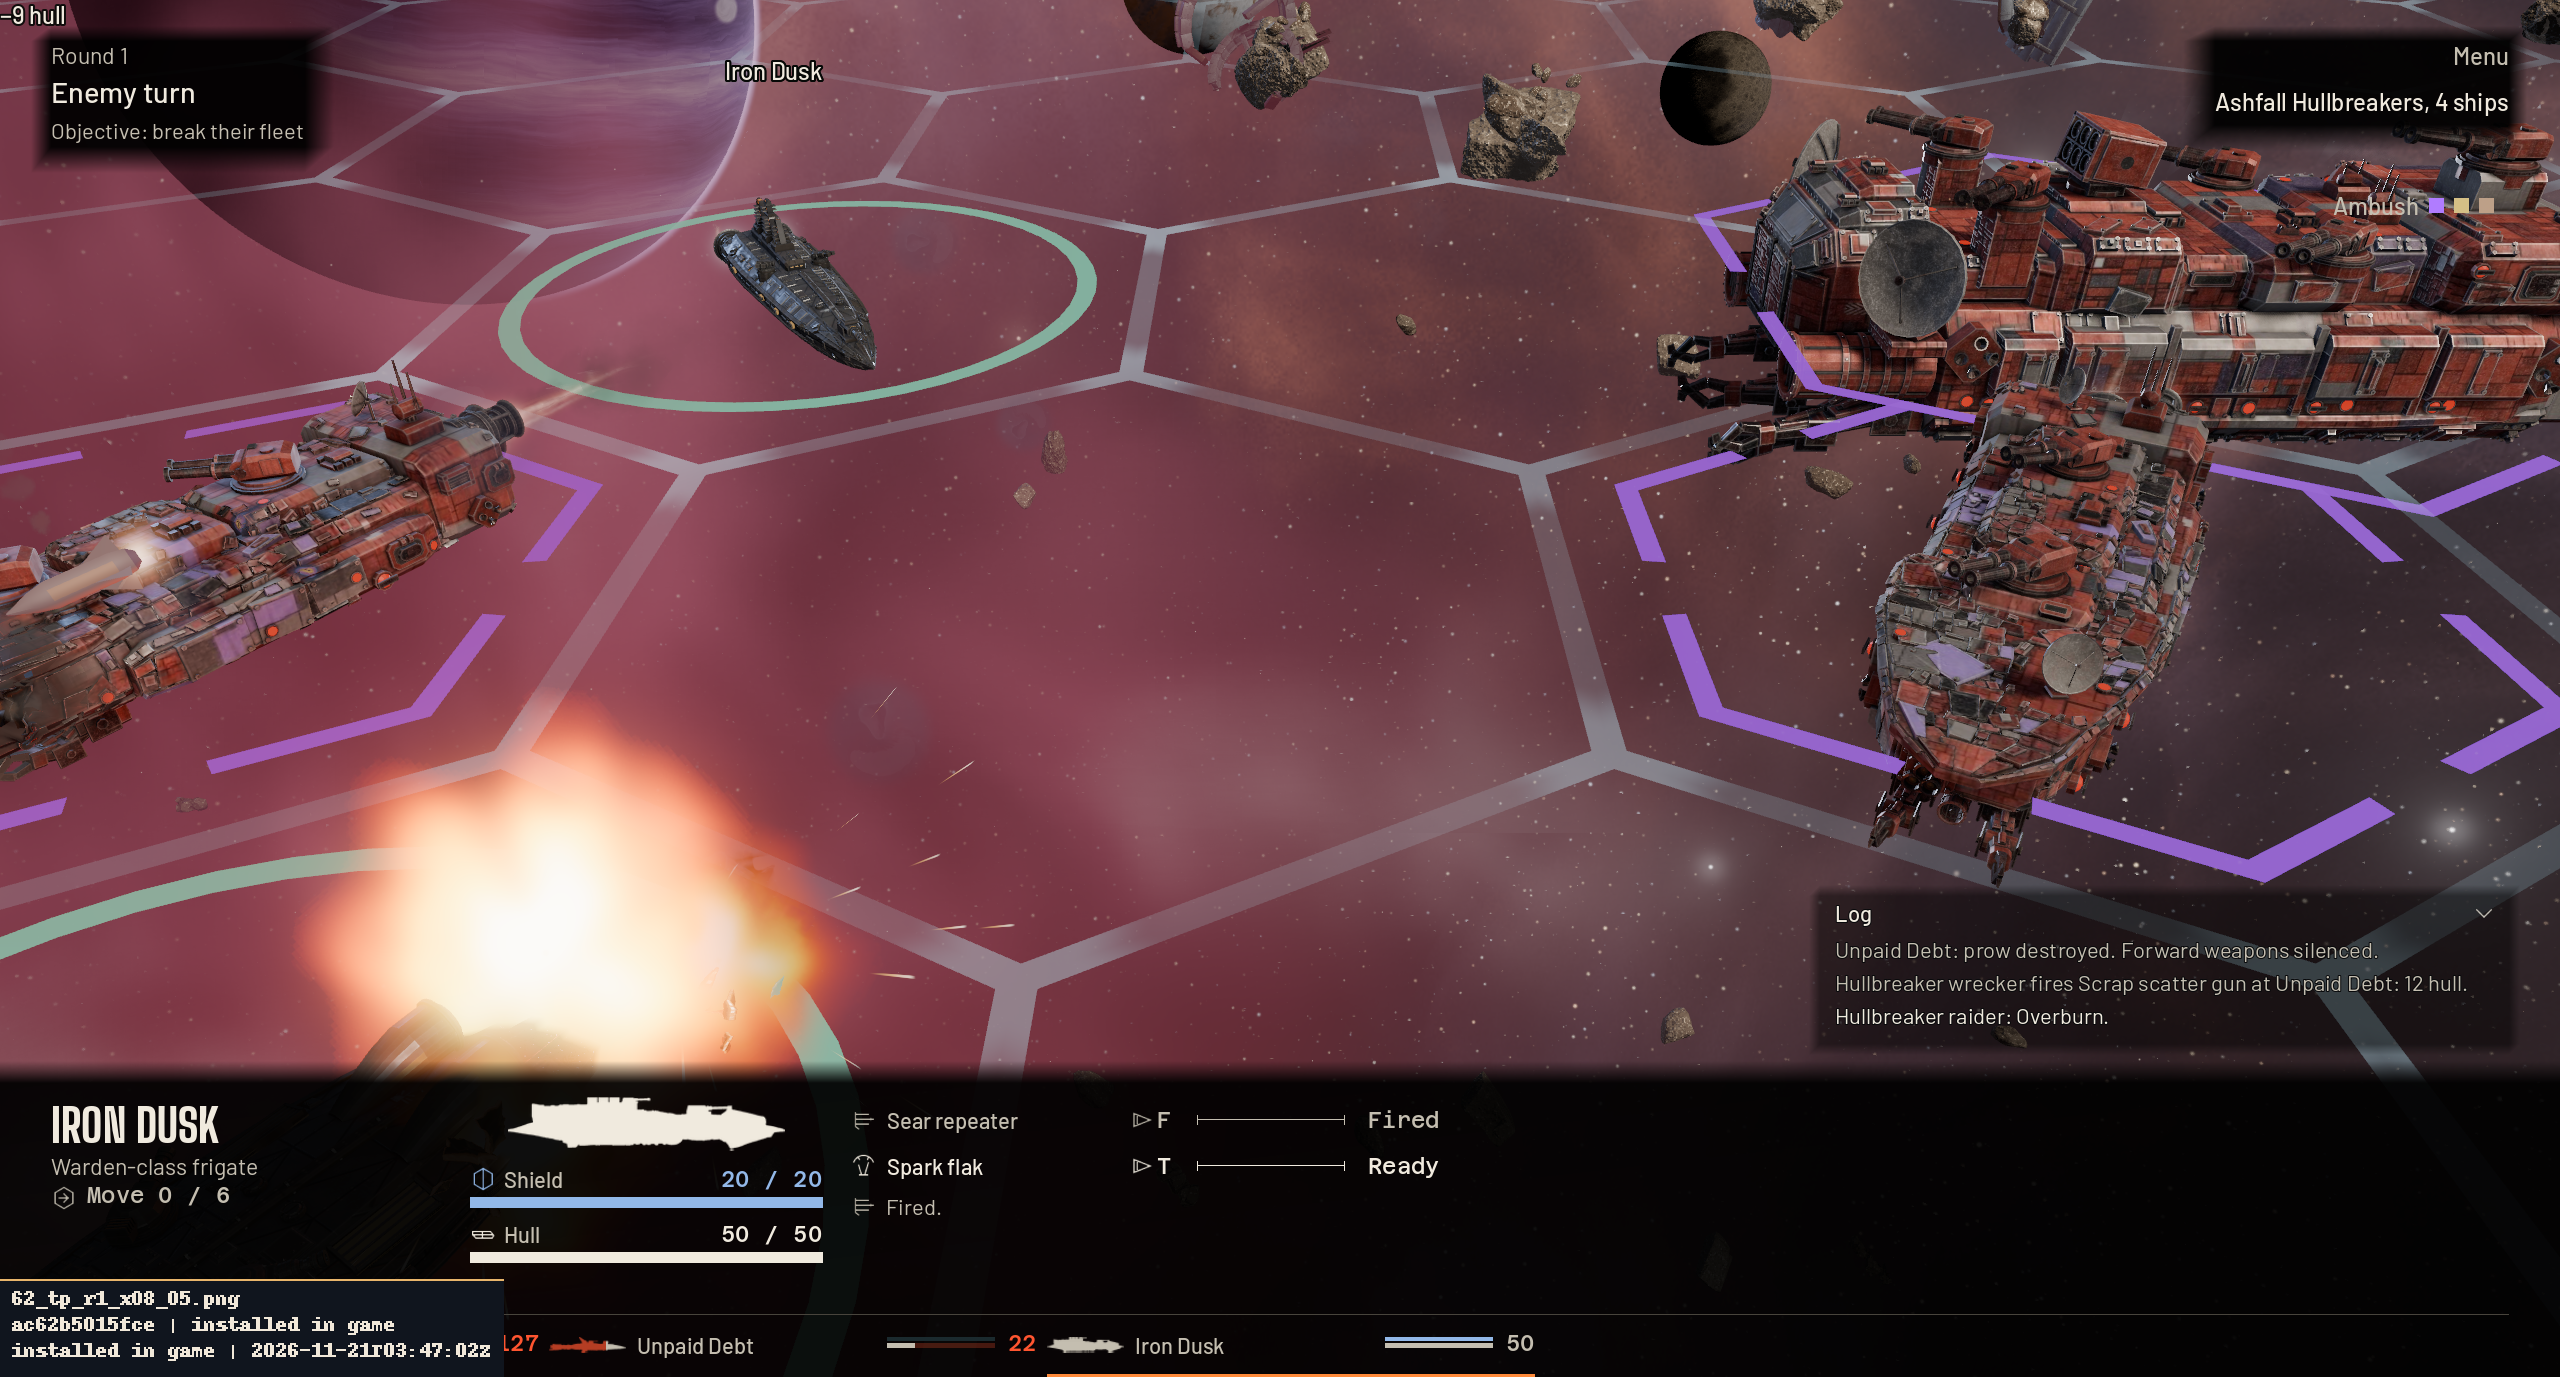 –9 hull
Round 1
Enemy turn
Objective: break their fleet
Iron Dusk
Menu
Ashfall Hullbreakers, 4 ships
Ambush
Log
Unpaid Debt: prow destroyed. Forward weapons silenced.
Hullbreaker wrecker fires Scrap scatter gun at Unpaid Debt: 12 hull.
Hullbreaker raider: Overburn.
IRON DUSK
Warden-class frigate
Move 0 / 6
Shield 20 / 20
Hull 50 / 50
Sear repeater F Fired
Spark flak T Ready
Fired.
62_tp_r1_x08_05.png
ac62b5015fce | installed in game
installed in game | 2026-11-21T03:47:02Z
127 Unpaid Debt 22 Iron Dusk 50